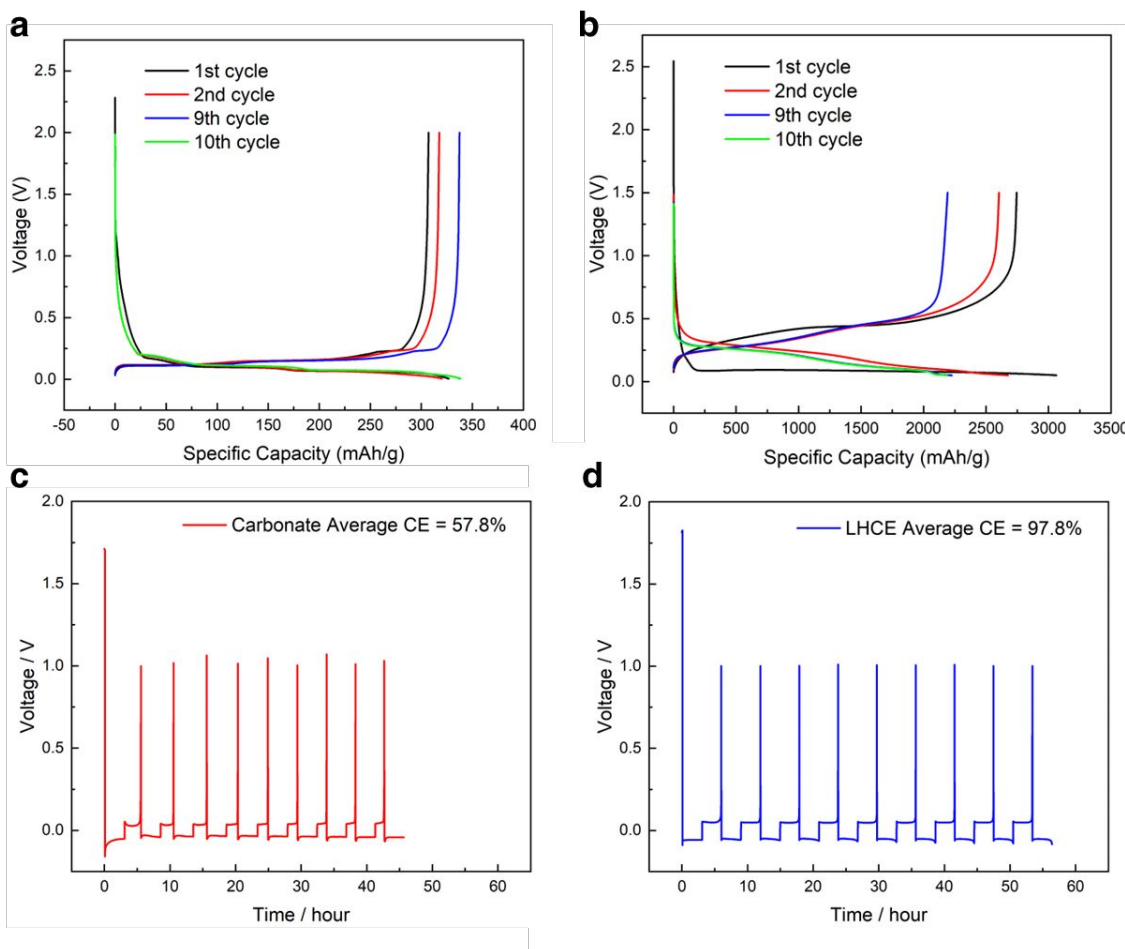 a
2.5
2.0
1.5
1.0
0.5
0.0
Voltage (V)
1st cycle
2nd cycle
9th cycle
10th cycle
-50 0 50 100 150 200 250 300 350 400
Specific Capacity (mAh/g)
b
2.5
2.0
1.5
1.0
0.5
0.0
Voltage (V)
1st cycle
2nd cycle
9th cycle
10th cycle
0 500 1000 1500 2000 2500 3000 3500
Specific Capacity (mAh/g)
c
2.0
1.5
1.0
0.5
0.0
Voltage / V
Carbonate Average CE = 57.8%
0 10 20 30 40 50 60
Time / hour
d
2.0
1.5
1.0
0.5
0.0
Voltage / V
LHCE Average CE = 97.8%
0 10 20 30 40 50 60
Time / hour